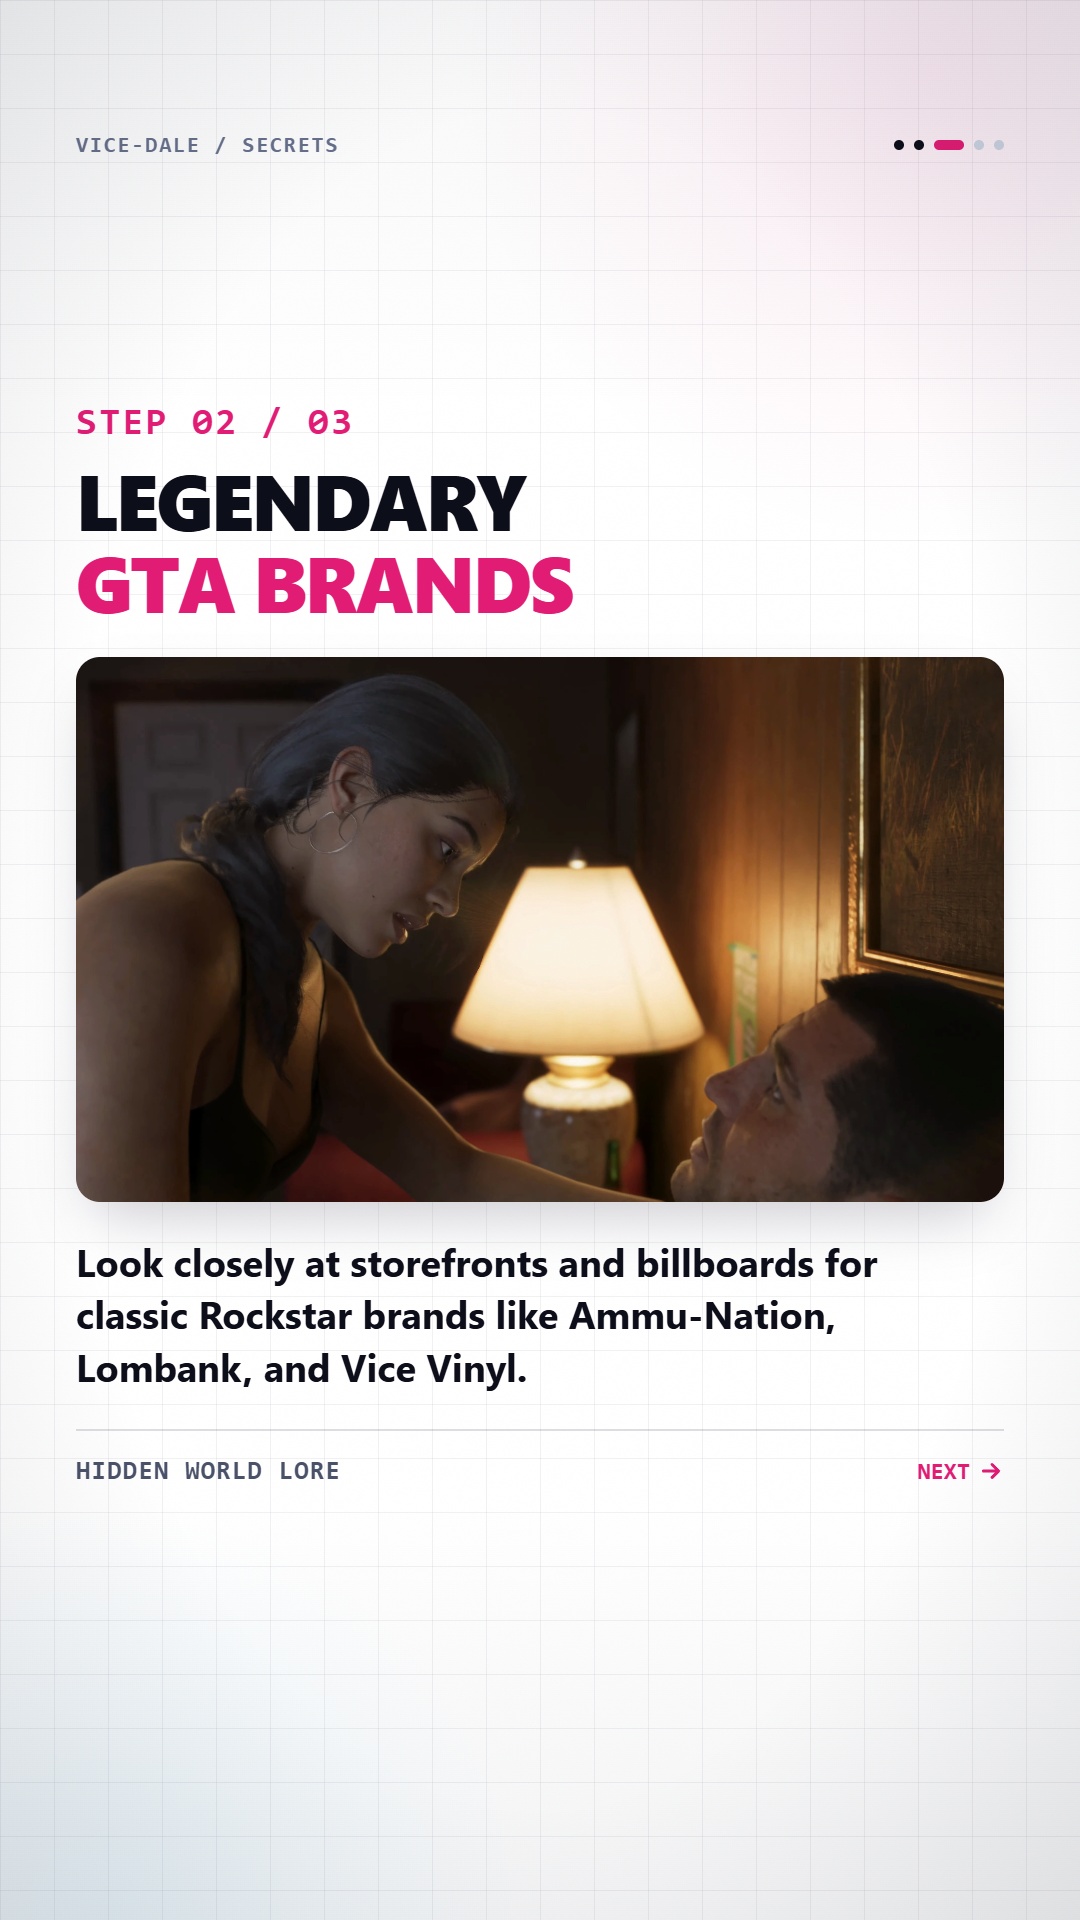 VICE-DALE / SECRETS
STEP 02 / 03
LEGENDARY
GTA BRANDS
Look closely at storefronts and billboards for
classic Rockstar brands like Ammu-Nation,
Lombank, and Vice Vinyl.
HIDDEN WORLD LORE
NEXT →